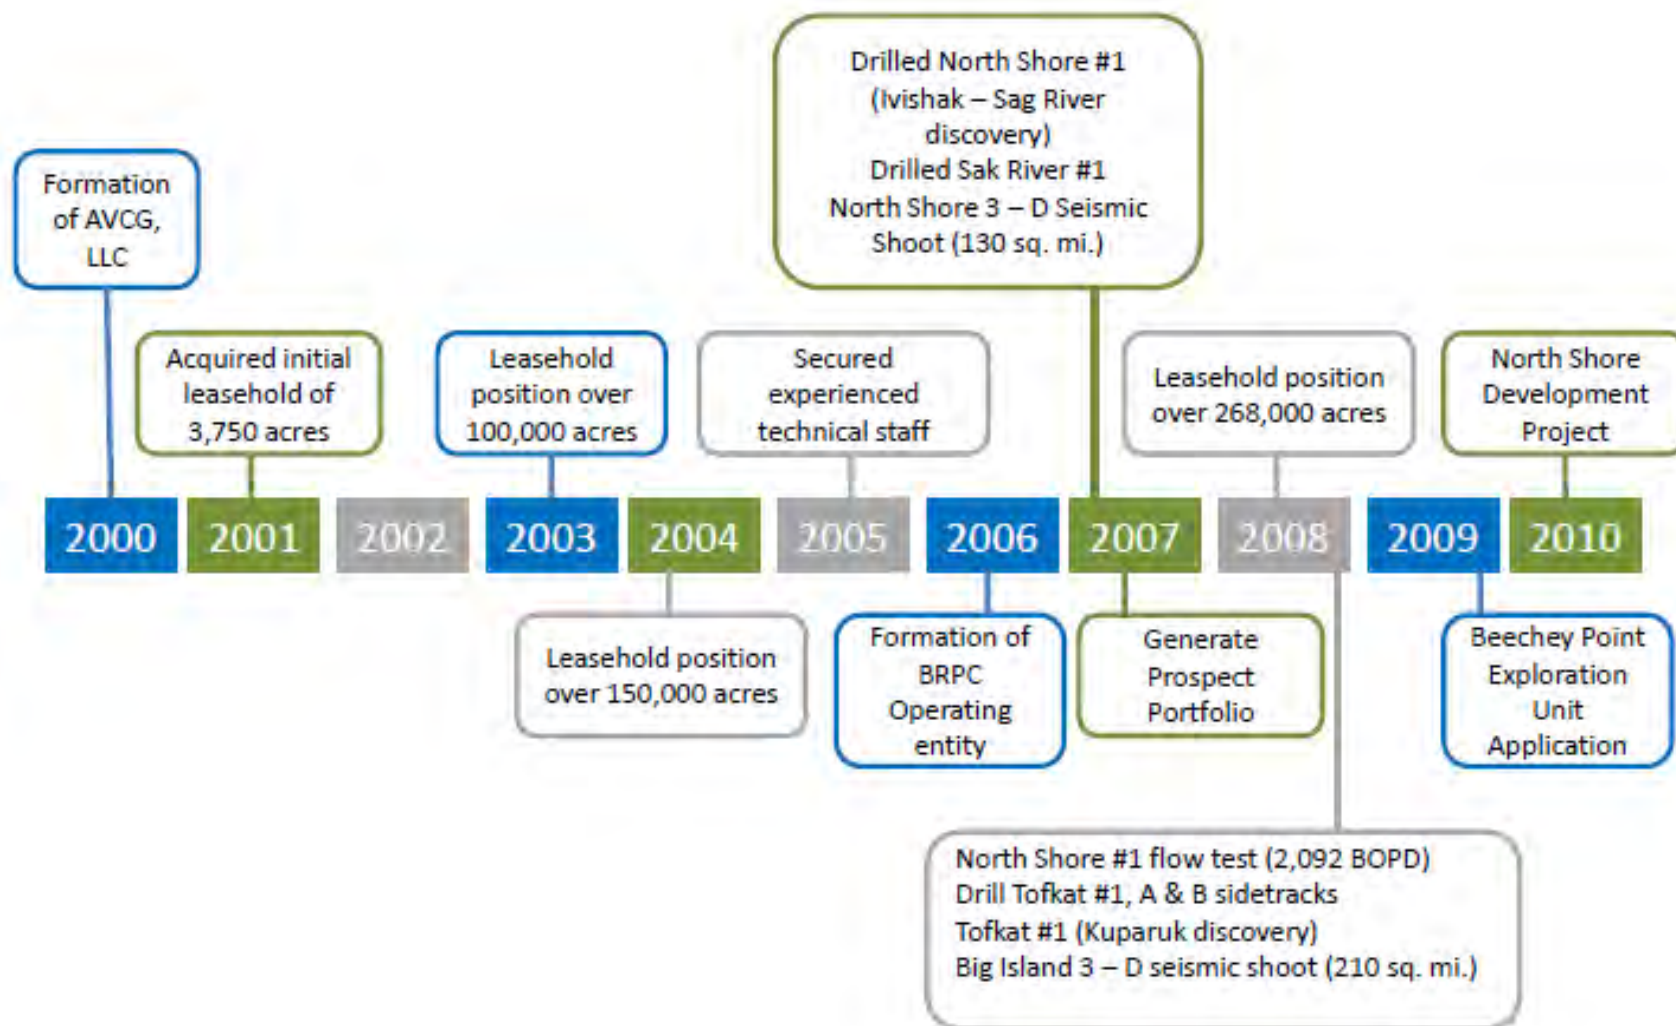 Drilled North Shore #1
(Ivishak – Sag River
discovery)
Drilled Sak River #1
North Shore 3 – D Seismic
Shoot (130 sq. mi.)
Formation
of AVCG,
LLC
Acquired initial
leasehold of
3,750 acres
Leasehold
position over
100,000 acres
Secured
experienced
technical staff
Leasehold position
over 268,000 acres
North Shore
Development
Project
2000
2001
2002
2003
2004
2005
2006
2007
2008
2009
2010
Leasehold position
over 150,000 acres
Formation of
BRPC
Operating
entity
Generate
Prospect
Portfolio
Beechey Point
Exploration
Unit
Application
North Shore #1 flow test (2,092 BOPD)
Drill Tofkat #1, A & B sidetracks
Tofkat #1 (Kuparuk discovery)
Big Island 3 – D seismic shoot (210 sq. mi.)